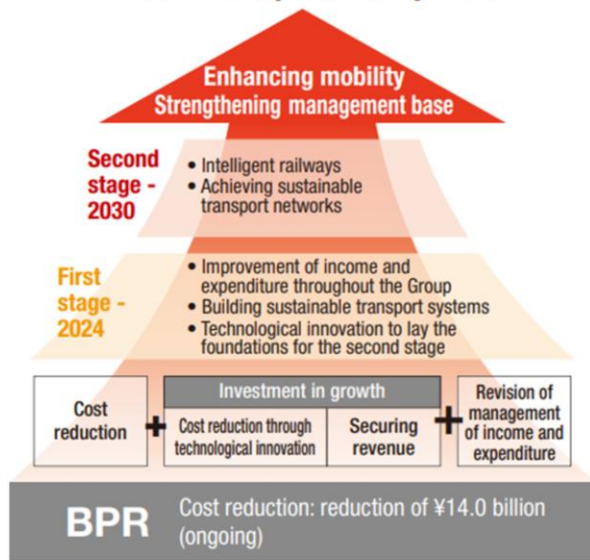 Enhancing mobility
Strengthening management base
Second
stage -
2030
• Intelligent railways
• Achieving sustainable
transport networks
First
stage -
2024
• Improvement of income and
expenditure throughout the Group
• Building sustainable transport systems
• Technological innovation to lay the
foundations for the second stage
Cost
reduction
+
Investment in growth
Cost reduction through
technological innovation
Securing
revenue
+
Revision of
management
of income and
expenditure
BPR
Cost reduction: reduction of ¥14.0 billion
(ongoing)